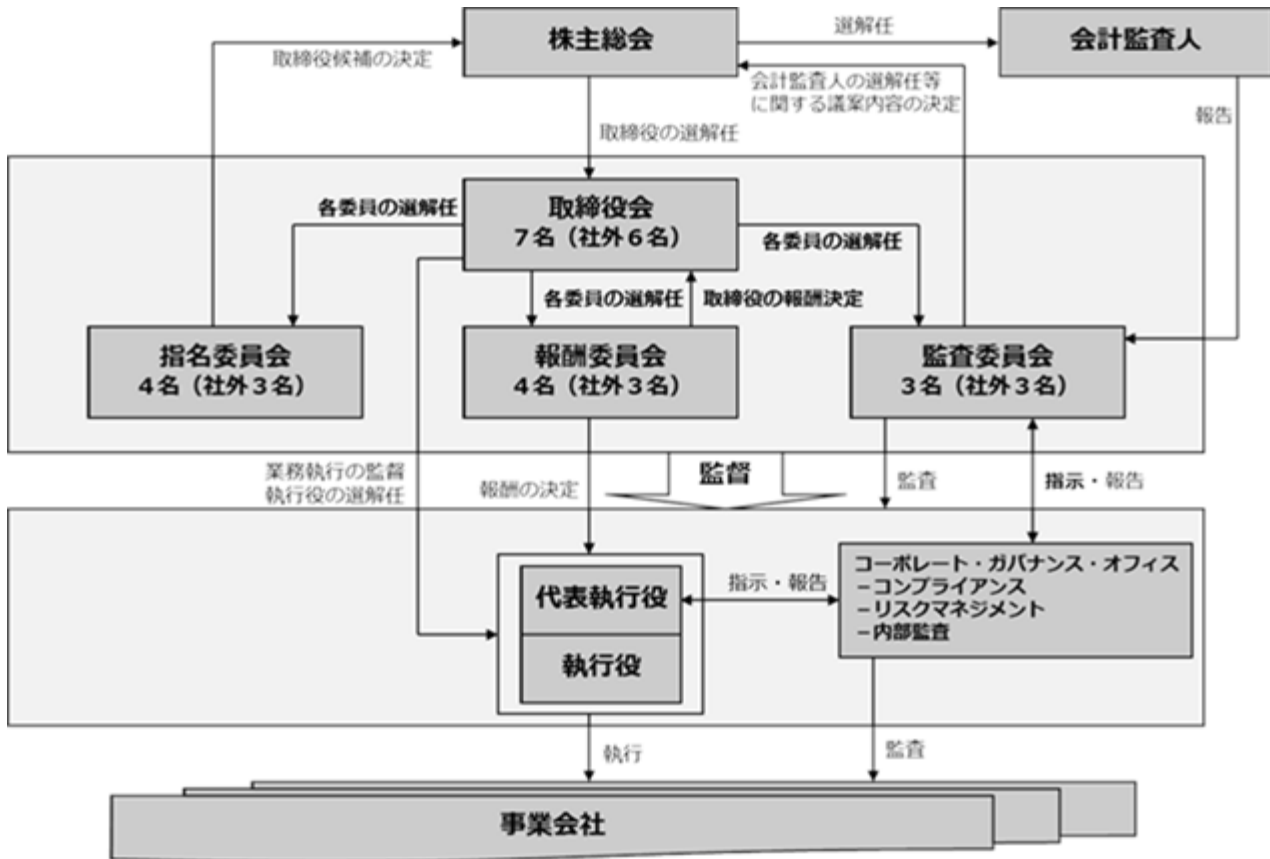 株主総会
選解任
会計監査人
取締役候補の決定
会計監査人の選解任等
に関する議案内容の決定
報告
取締役の選解任
取締役会
7名（社外6名）
各委員の選解任
各委員の選解任
各委員の選解任
取締役の報酬決定
指名委員会
4名（社外3名）
報酬委員会
4名（社外3名）
監査委員会
3名（社外3名）
業務執行の監督
執行役の選解任
報酬の決定
監督
監査
指示・報告
代表執行役
執行役
指示・報告
コーポレート・ガバナンス・オフィス
－コンプライアンス
－リスクマネジメント
－内部監査
執行
監査
事業会社